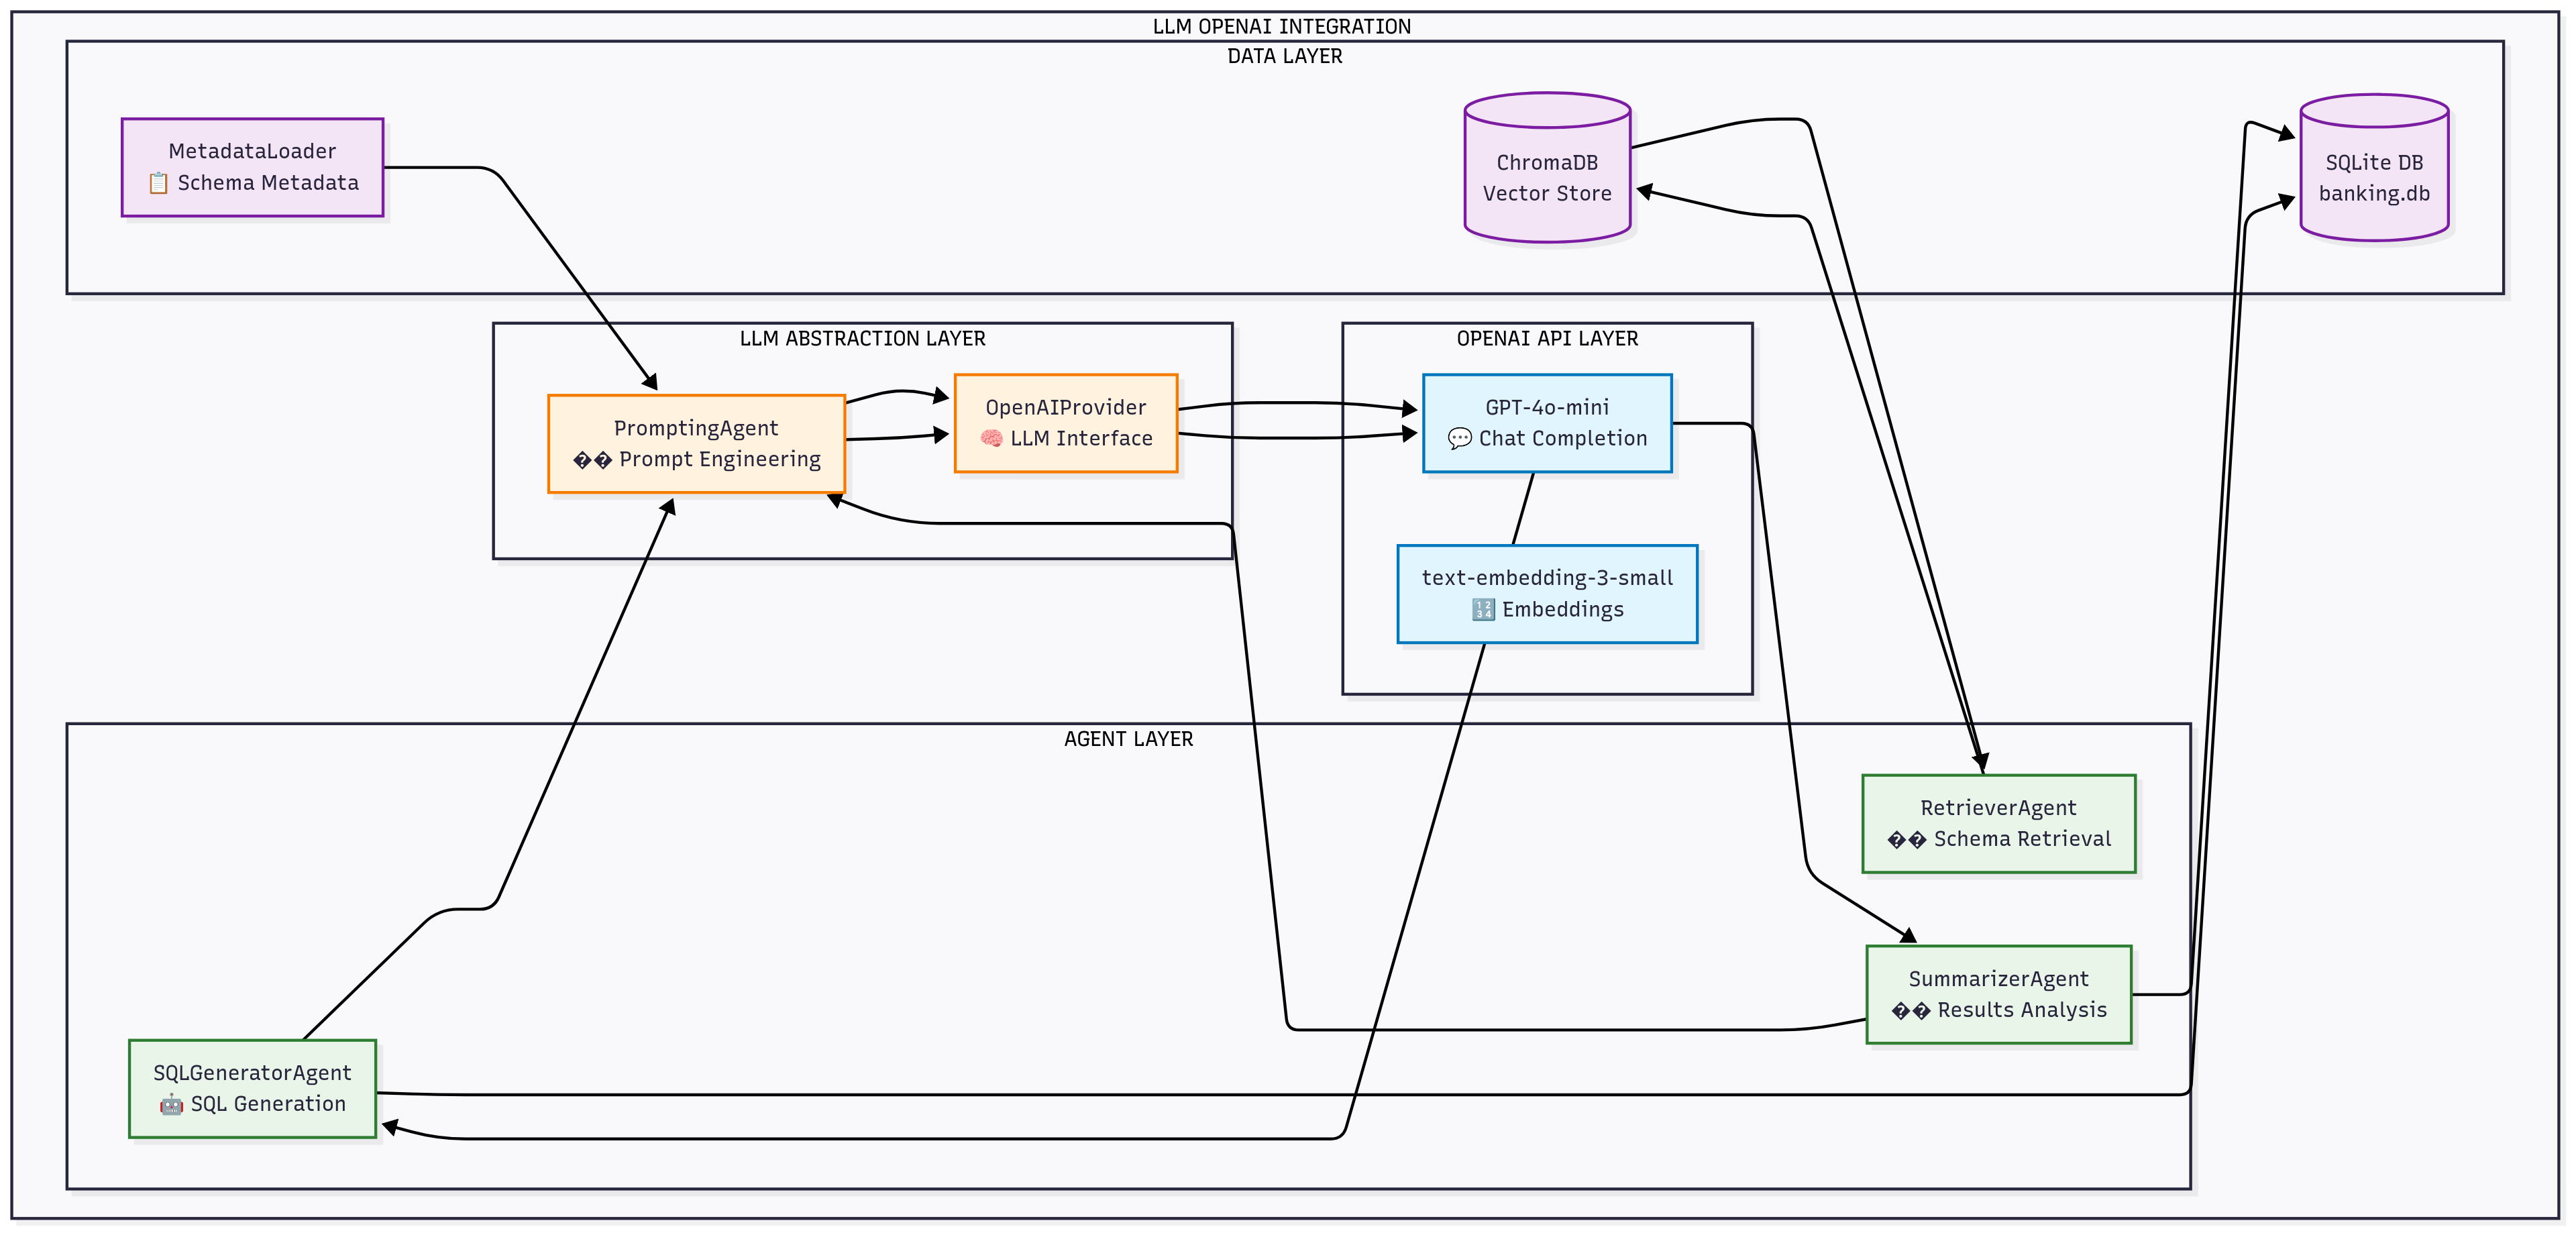 LLM OPENAI INTEGRATION
DATA LAYER
MetadataLoader
📋 Schema Metadata
ChromaDB
Vector Store
SQLite DB
banking.db
LLM ABSTRACTION LAYER
PromptingAgent
�� Prompt Engineering
OpenAIProvider
🧠 LLM Interface
OPENAI API LAYER
GPT-4o-mini
💬 Chat Completion
text-embedding-3-small
🔢 Embeddings
AGENT LAYER
RetrieverAgent
�� Schema Retrieval
SummarizerAgent
�� Results Analysis
SQLGeneratorAgent
🤖 SQL Generation